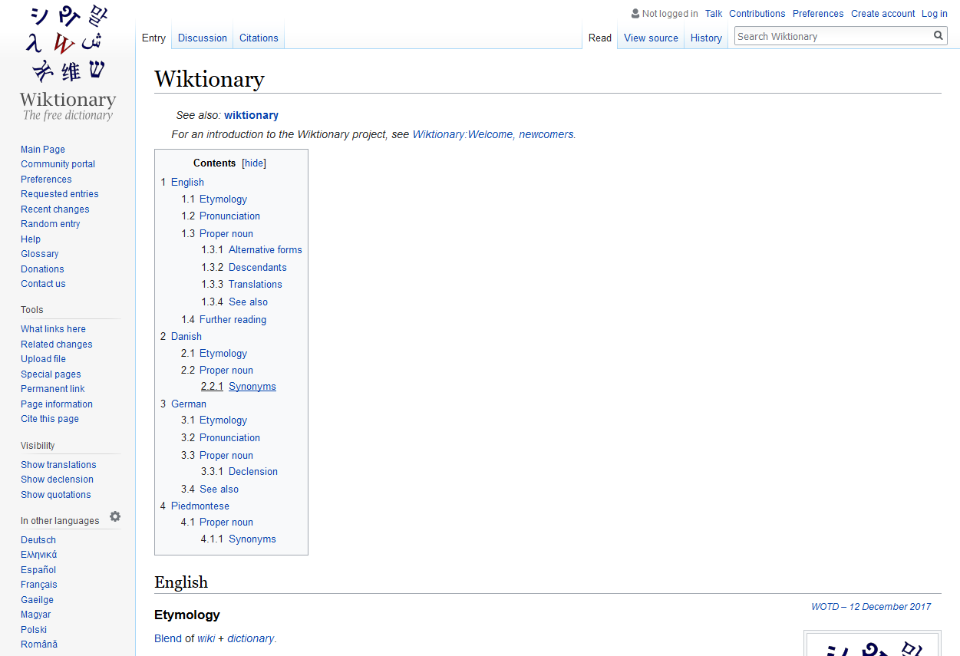 Not logged in Talk Contributions Preferences Create account Log in
Entry Discussion Citations Read View source History Search Wiktionary
シ 말
λ W ش
维 ש
Wiktionary
The free dictionary
Main Page
Community portal
Preferences
Requested entries
Recent changes
Random entry
Help
Glossary
Donations
Contact us
Tools
What links here
Related changes
Upload file
Special pages
Permanent link
Page information
Cite this page
Visibility
Show translations
Show declension
Show quotations
In other languages
Deutsch
Ελληνικά
Español
Français
Gaeilge
Magyar
Polski
Română
Wiktionary
See also: wiktionary
For an introduction to the Wiktionary project, see Wiktionary:Welcome, newcomers.
Contents [hide]
1 English
1.1 Etymology
1.2 Pronunciation
1.3 Proper noun
1.3.1 Alternative forms
1.3.2 Descendants
1.3.3 Translations
1.3.4 See also
1.4 Further reading
2 Danish
2.1 Etymology
2.2 Proper noun
2.2.1 Synonyms
3 German
3.1 Etymology
3.2 Pronunciation
3.3 Proper noun
3.3.1 Declension
3.4 See also
4 Piedmontese
4.1 Proper noun
4.1.1 Synonyms
English
WOTD – 12 December 2017
Etymology
Blend of wiki + dictionary.